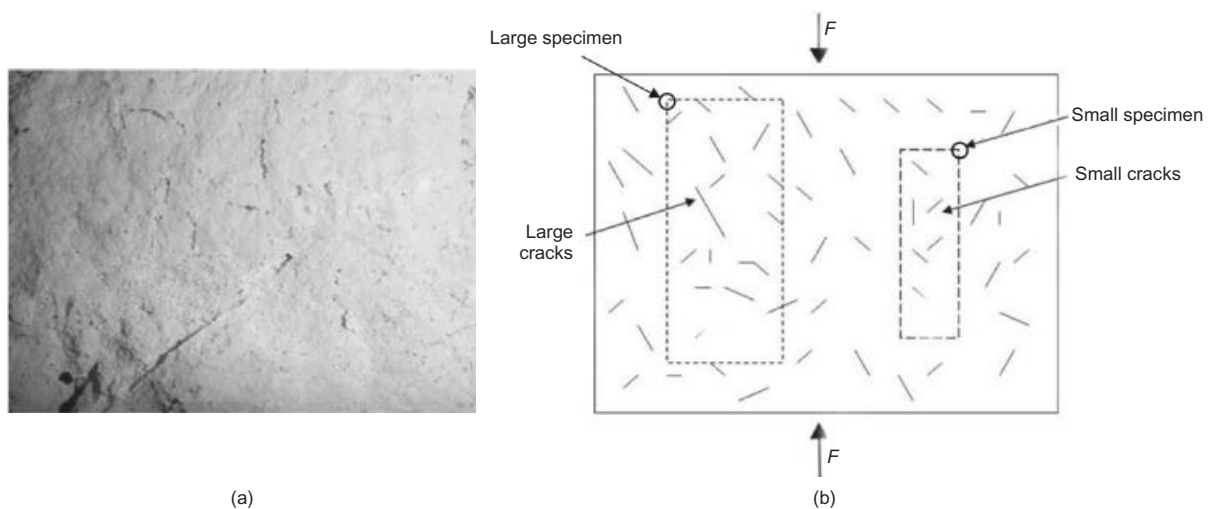 Large specimen
F
Small specimen
Small cracks
Large
cracks
F
(a)
(b)